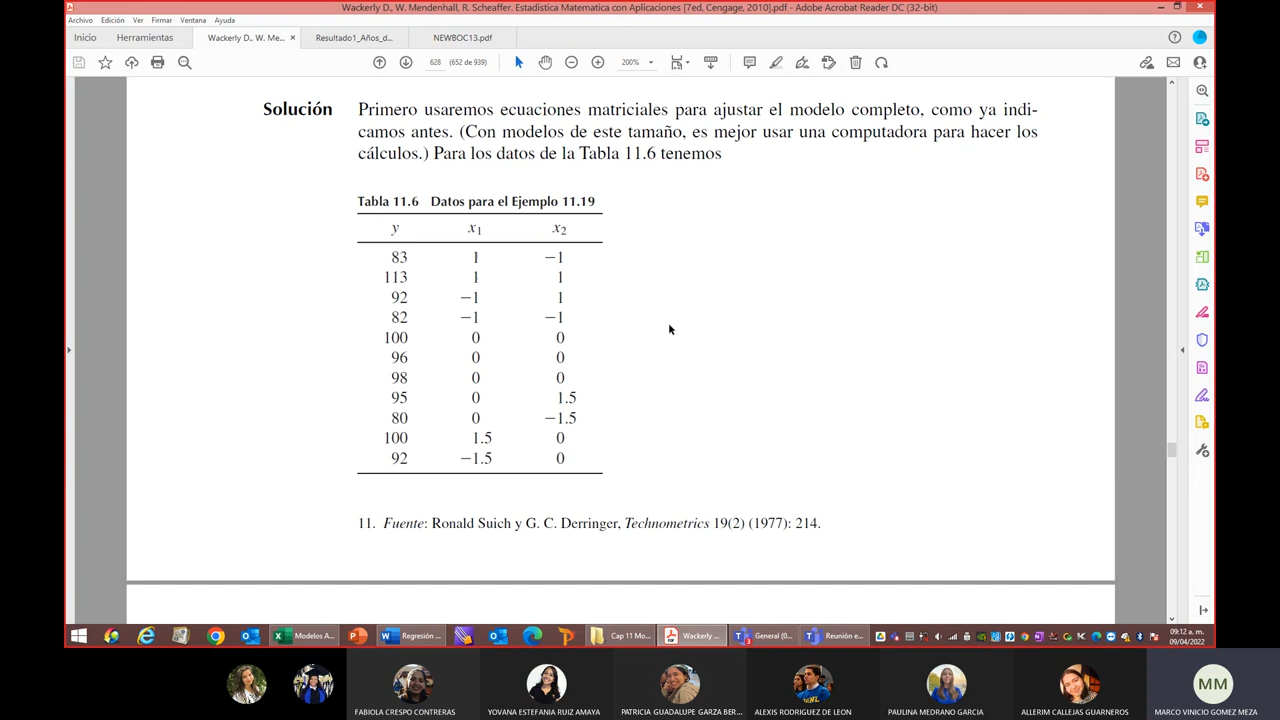 Wackerly D., W. Mendenhall, R. Scheaffer. Estadística Matematica con Aplicaciones [7ed, Cengage, 2010].pdf - Adobe Acrobat Reader DC (32-bit)
Archivo Edición Ver Firmar Ventana Ayuda
Inicio Herramientas Wackerly D., W. Me... × Resultado1_Años_d... NEWBOC13.pdf
628 (652 de 939) 200%
Solución Primero usaremos ecuaciones matriciales para ajustar el modelo completo, como ya indi-
camos antes. (Con modelos de este tamaño, es mejor usar una computadora para hacer los
cálculos.) Para los datos de la Tabla 11.6 tenemos
Tabla 11.6 Datos para el Ejemplo 11.19
y x1 x2
83 1 −1
113 1 1
92 −1 1
82 −1 −1
100 0 0
96 0 0
98 0 0
95 0 1.5
80 0 −1.5
100 1.5 0
92 −1.5 0
11. Fuente: Ronald Suich y G. C. Derringer, Technometrics 19(2) (1977): 214.
Modelos A... Regresión ... Cap 11 Mo... Wackerly ... General (0... Reunión e... 09:12 a. m.
09/04/2022
MM
FABIOLA CRESPO CONTRERAS YOVANA ESTEFANIA RUIZ AMAYA PATRICIA GUADALUPE GARZA BER... ALEXIS RODRIGUEZ DE LEON PAULINA MEDRANO GARCIA ALLERIM CALLEJAS GUARNEROS MARCO VINICIO GOMEZ MEZA